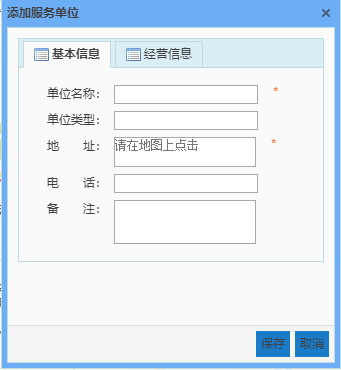 添加服务单位
基本信息 经营信息
单位名称： *
单位类型：
地 址： 请在地图上点击 *
电 话：
备 注：
保存 取消